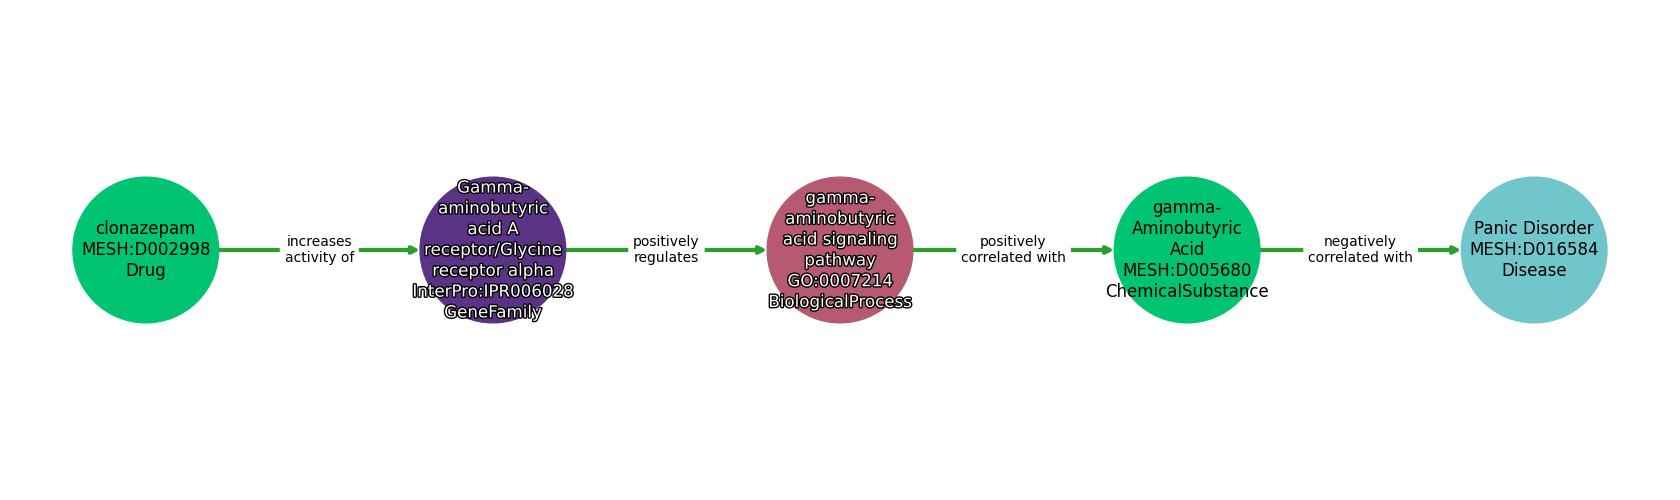 clonazepam
MESH:D002998
Drug
increases
activity of
Gamma-
aminobutyric
acid A
receptor/Glycine
receptor alpha
InterPro:IPR006028
GeneFamily
positively
regulates
gamma-
aminobutyric
acid signaling
pathway
GO:0007214
BiologicalProcess
positively
correlated with
gamma-
Aminobutyric
Acid
MESH:D005680
ChemicalSubstance
negatively
correlated with
Panic Disorder
MESH:D016584
Disease